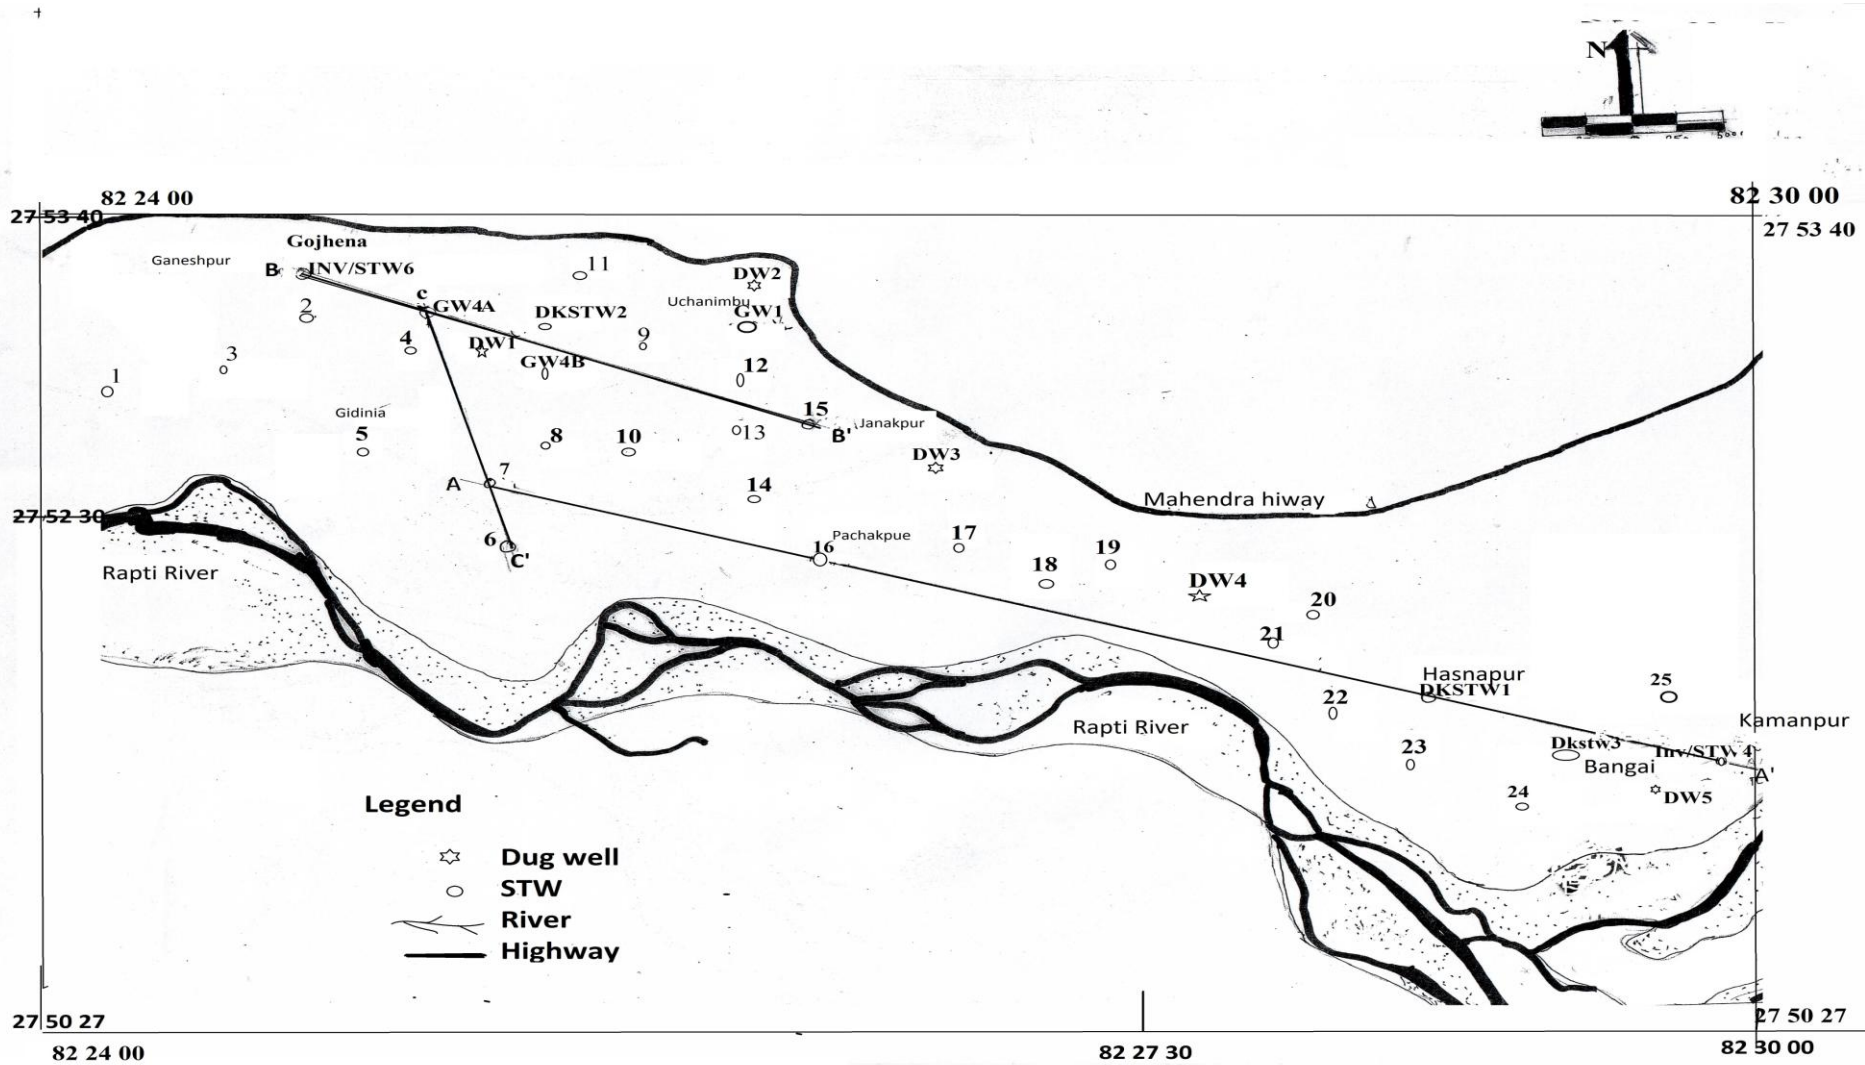 N
82 24 00
82 30 00
27 53 40
27 53 40
Gojhena
Ganeshpur
B
INV/STW6
11
DW2
Uchanimbu
c
GW4A
2
DKSTW2
GW1
9
4
DW1
3
GW4B
12
1
Gidinia
15
Janakpur
B'
5
8
10
13
DW3
7
A
14
Mahendra hiway
27 52 30
6
C'
16
Pachakpue
17
19
18
Rapti River
DW4
20
21
Hasnapur
25
DKSTW1
22
Rapti River
Kamanpur
23
Dkstw3
Inv/STW 4
Bangai
A'
24
DW5
Legend
Dug well
STW
River
Highway
27 50 27
27 50 27
82 24 00
82 27 30
82 30 00